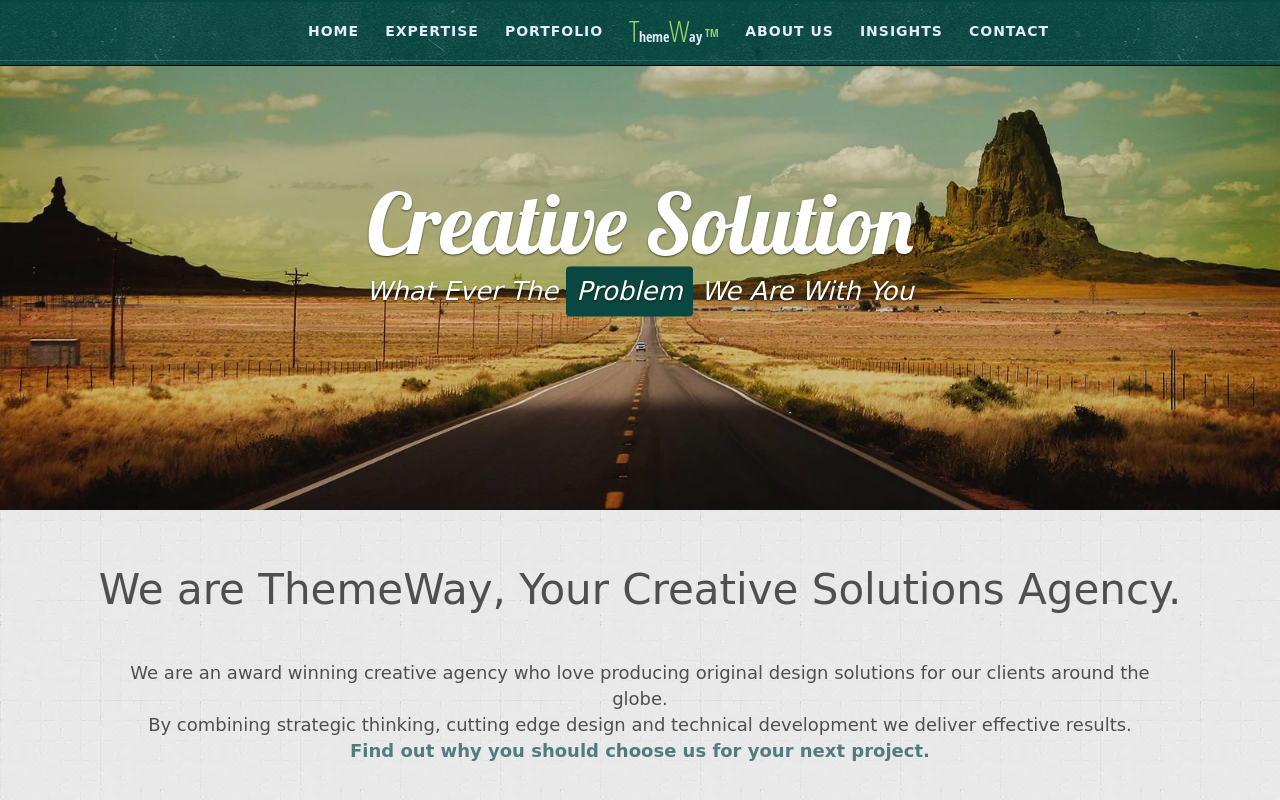 HOME EXPERTISE PORTFOLIO ThemeWay™ ABOUT US INSIGHTS CONTACT
Creative Solution
What Ever The Problem We Are With You
We are ThemeWay, Your Creative Solutions Agency.
We are an award winning creative agency who love producing original design solutions for our clients around the
globe.
By combining strategic thinking, cutting edge design and technical development we deliver effective results.
Find out why you should choose us for your next project.